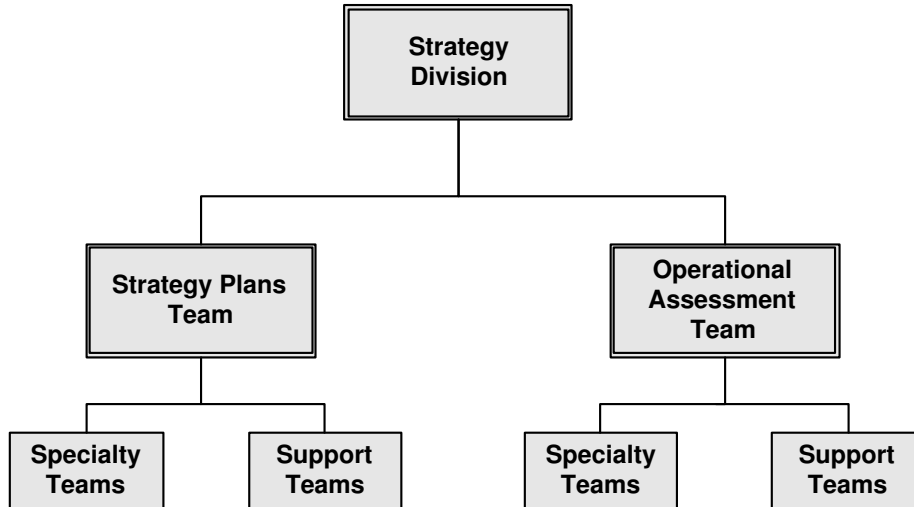 Strategy
Division
Strategy Plans
Team
Operational
Assessment
Team
Specialty
Teams
Support
Teams
Specialty
Teams
Support
Teams